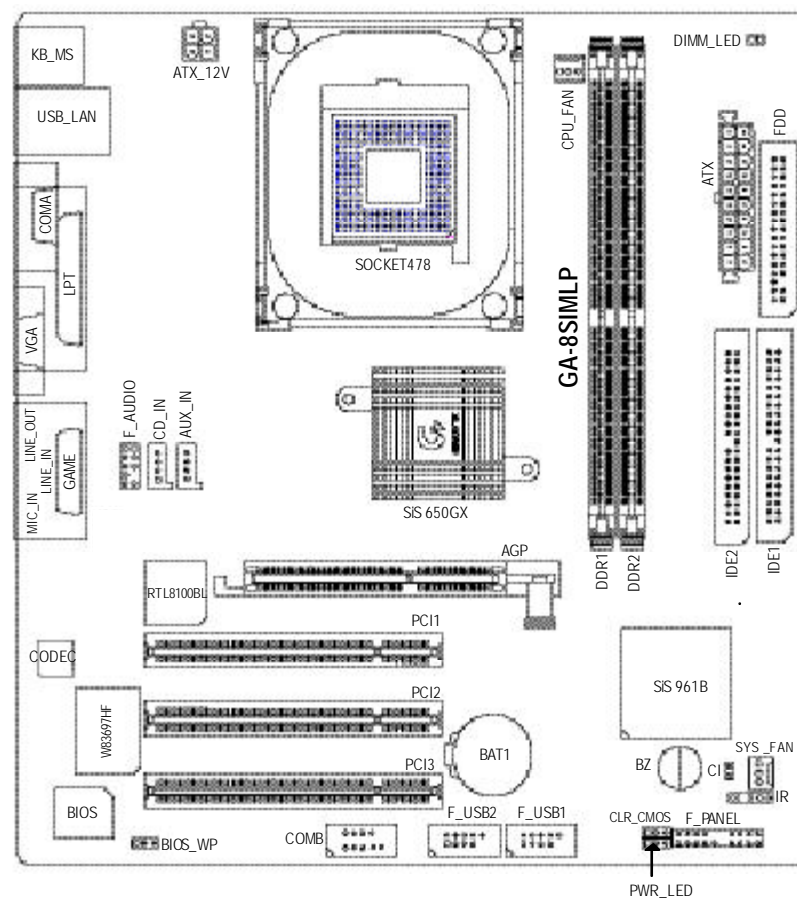 KB_MS
ATX_12V
DIMM_LED
USB_LAN
CPU_FAN
FDD
ATX
COMA
LPT
SOCKET478
GA-8SIMLP
VGA
F_AUDIO
CD_IN
AUX_IN
LINE_OUT
LINE_IN
MIC_IN
GAME
SiS 650GX
AGP
DDR1
DDR2
IDE2
IDE1
RTL8100BL
PCI1
CODEC
SiS 961B
PCI2
W83697HF
BAT1
BZ
CI
SYS_FAN
PCI3
IR
BIOS
F_USB2
F_USB1
CLR_CMOS
F_PANEL
BIOS_WP
COMB
PWR_LED